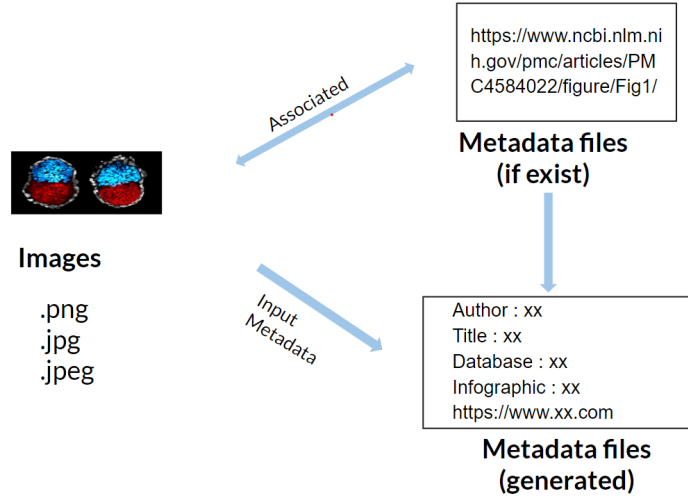 https://www.ncbi.nlm.ni
h.gov/pmc/articles/PM
C4584022/figure/Fig1/
Associated
Metadata files
(if exist)
Images
.png
.jpg
.jpeg
Input
Metadata
Author : xx
Title : xx
Database : xx
Infographic : xx
https://www.xx.com
Metadata files
(generated)